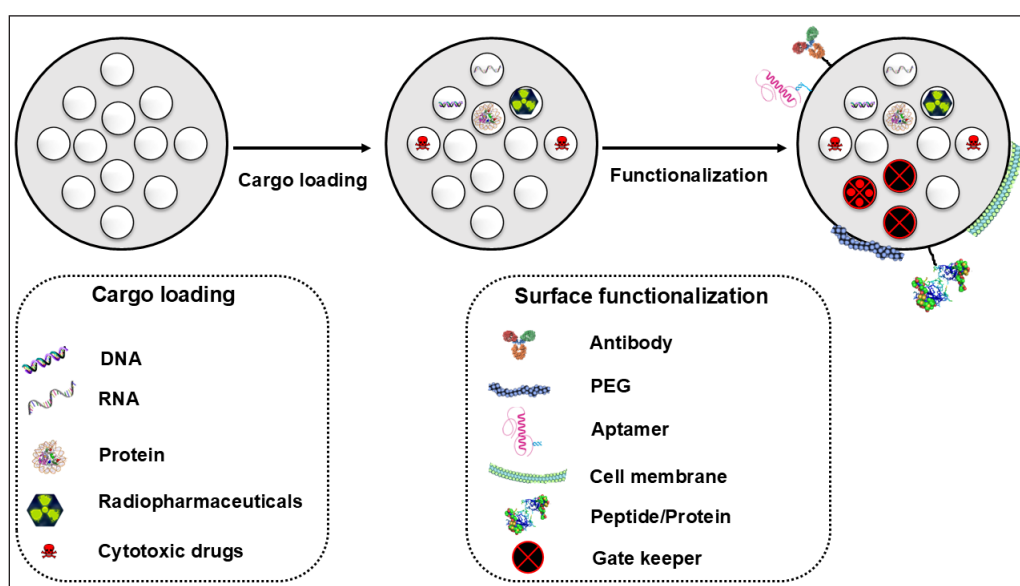 Cargo loading
Functionalization
Cargo loading
DNA
RNA
Protein
Radiopharmaceuticals
Cytotoxic drugs
Surface functionalization
Antibody
PEG
Aptamer
Cell membrane
Peptide/Protein
Gate keeper